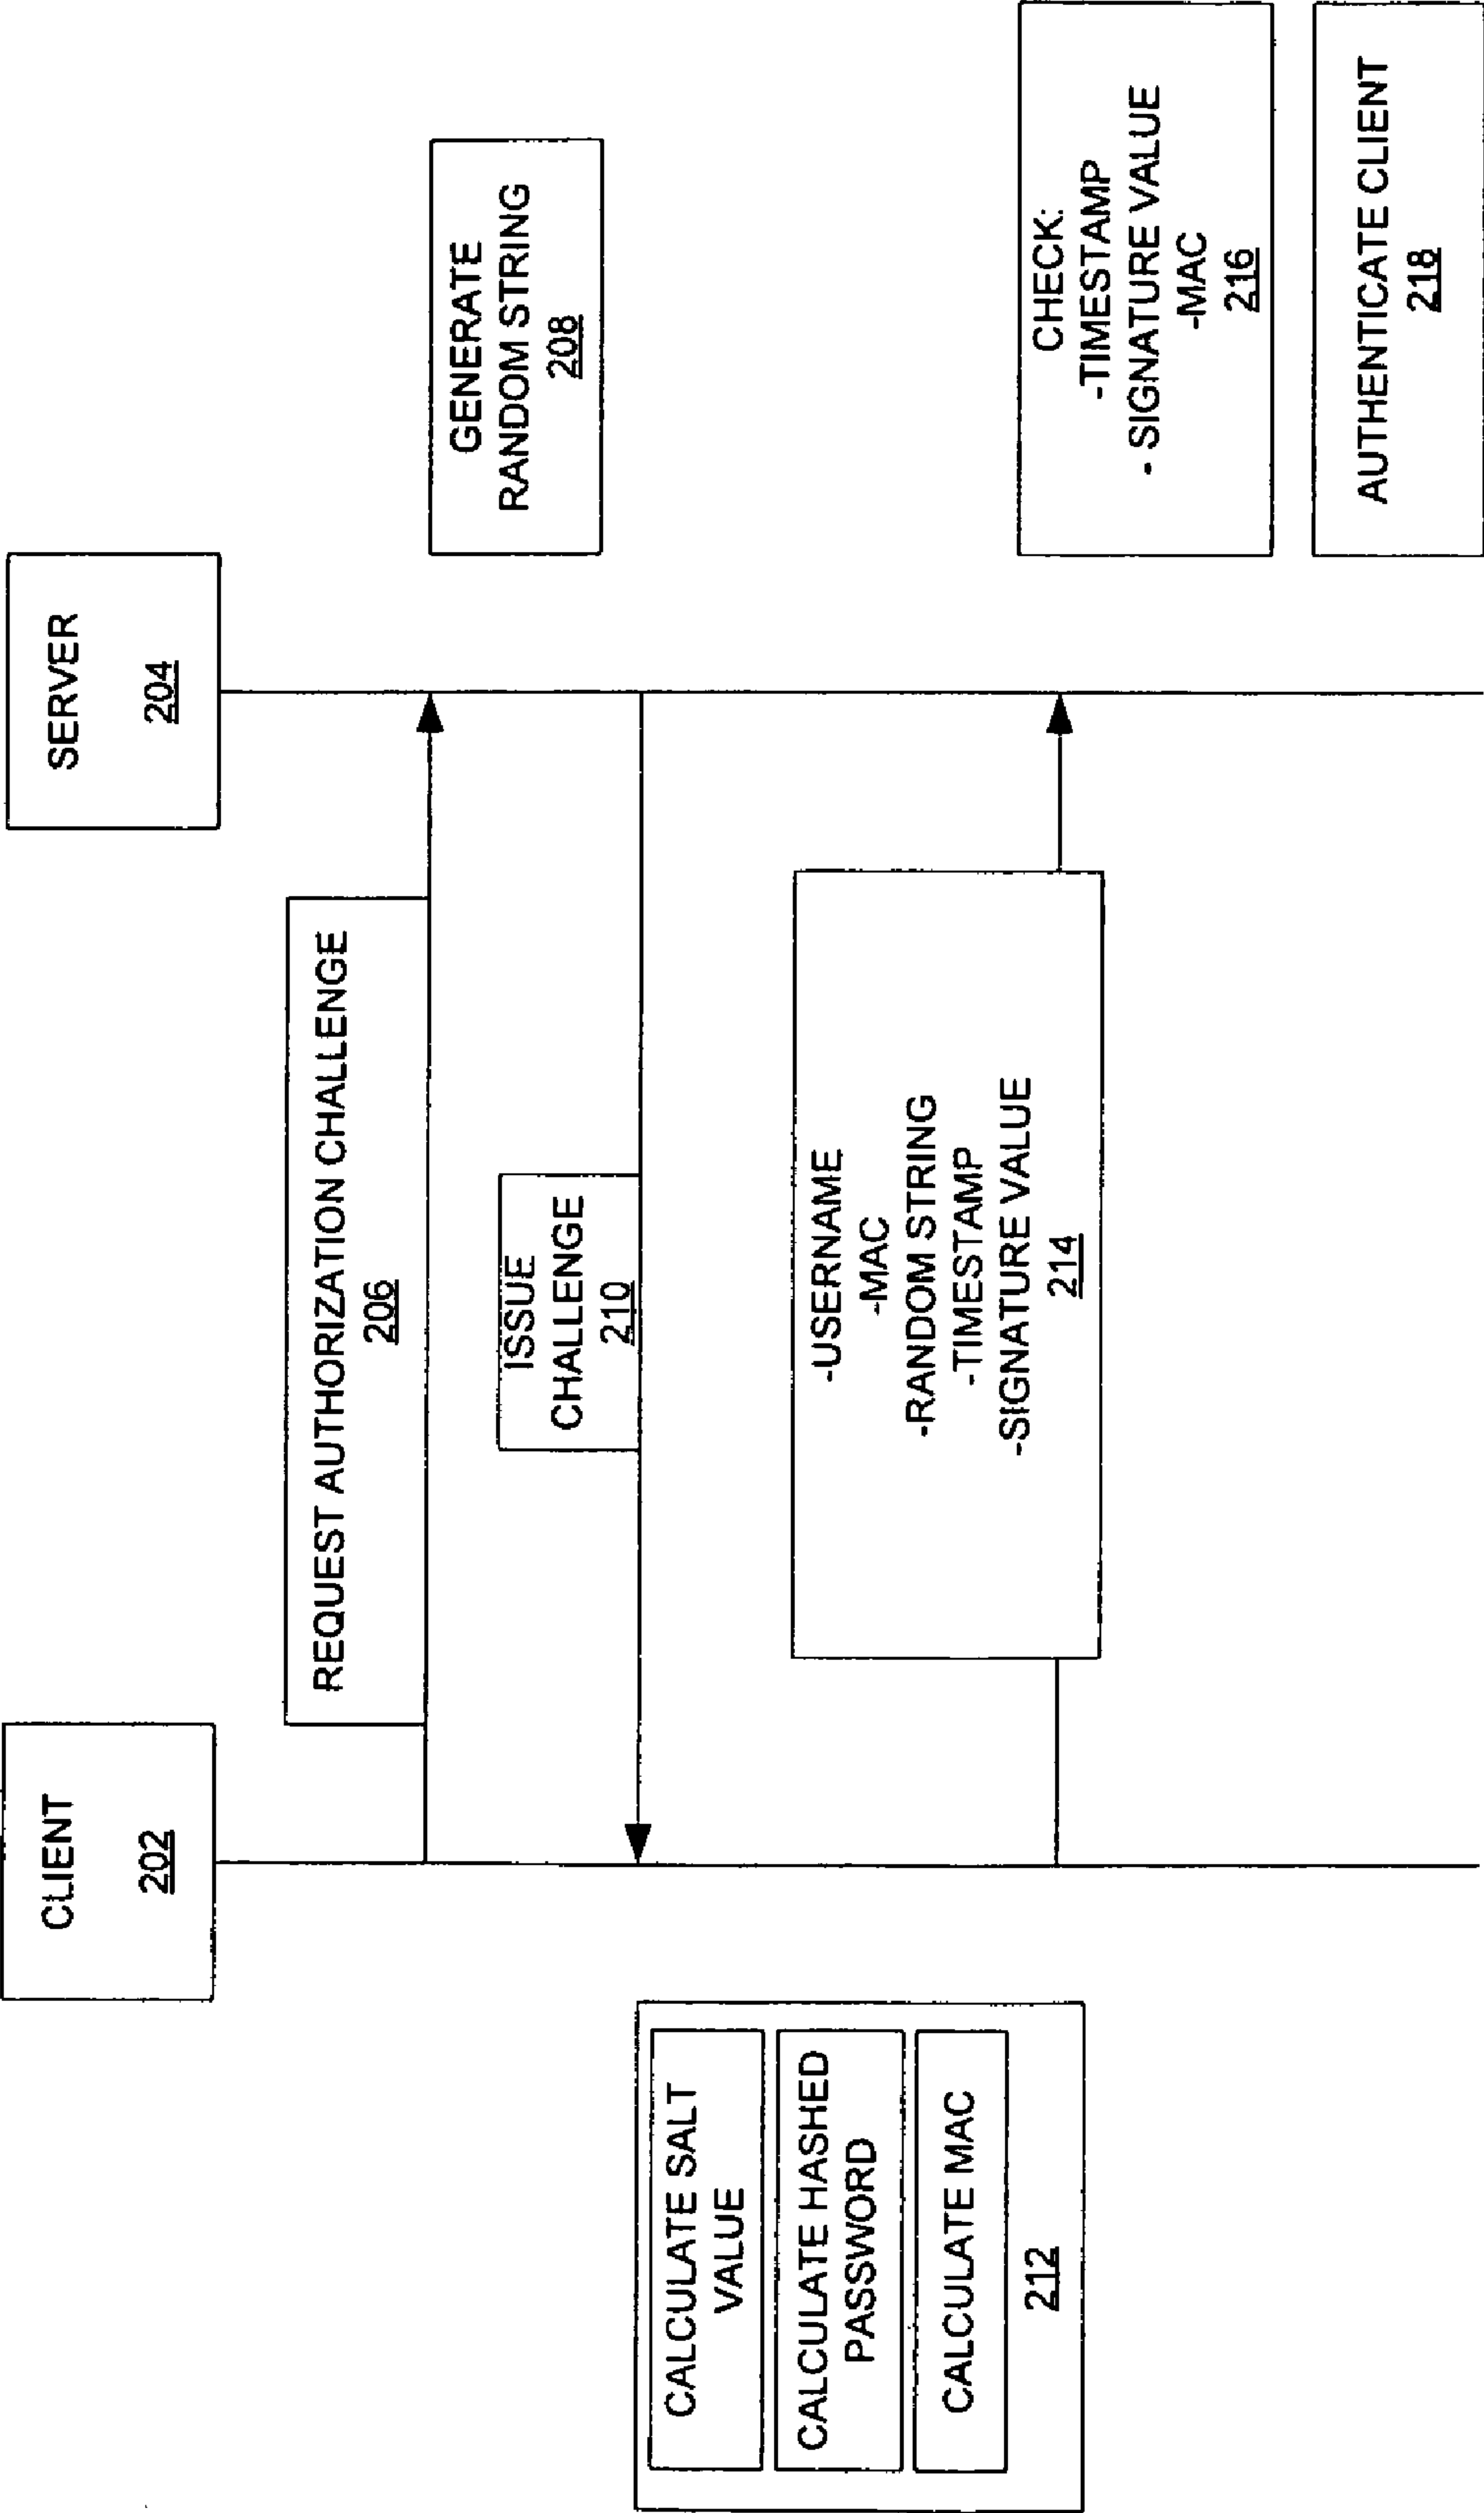 CLIENT
202
SERVER
204
REQUEST AUTHORIZATION CHALLENGE
206
GENERATE
RANDOM STRING
208
ISSUE
CHALLENGE
210
CALCULATE SALT
VALUE
CALCULATE HASHED
PASSWORD
CALCULATE MAC
212
-USERNAME
-MAC
-RANDOM STRING
-TIMESTAMP
-SIGNATURE VALUE
214
CHECK:
-TIMESTAMP
- SIGNATURE VALUE
-MAC
216
AUTHENTICATE CLIENT
218